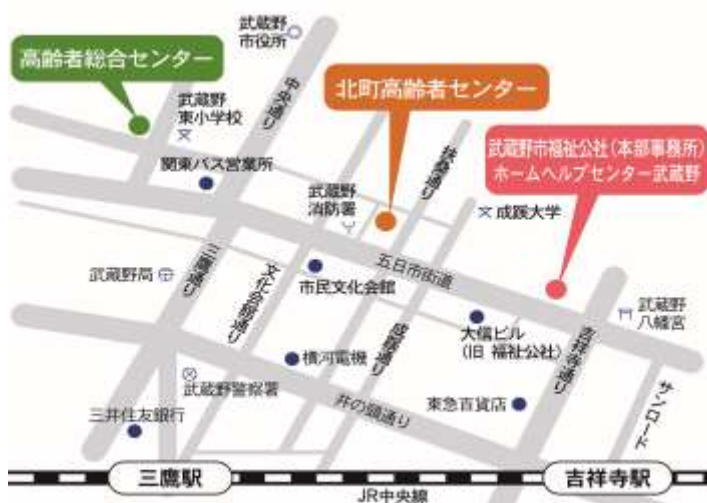 武蔵野
市役所
高齢者総合センター
中央通り
武蔵野
東小学校
北町高齢者センター
関東バス営業所
扶桑通り
武蔵野市福祉公社(本部事務所)
ホームヘルプセンター武蔵野
武蔵野
消防署
成蹊大学
三鷹通り
武蔵野局
文化会館通り
市民文化会館
五日市街道
成蹊通り
大信ビル
(旧 福祉公社)
吉祥寺通り
武蔵野
八幡宮
横河電機
武蔵野警察署
井の頭通り
東急百貨店
サンロード
三井住友銀行
三鷹駅
吉祥寺駅
JR中央線